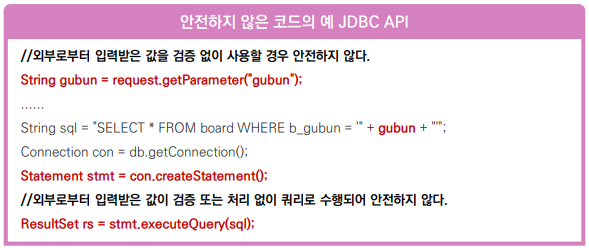 안전하지 않은 코드의 예 JDBC API
//외부로부터 입력받은 값을 검증 없이 사용할 경우 안전하지 않다.
String gubun = request.getParameter("gubun");
......
String sql = "SELECT * FROM board WHERE b_gubun = '" + gubun + "'";
Connection con = db.getConnection();
Statement stmt = con.createStatement();
//외부로부터 입력받은 값이 검증 또는 처리 없이 쿼리로 수행되어 안전하지 않다.
ResultSet rs = stmt.executeQuery(sql);